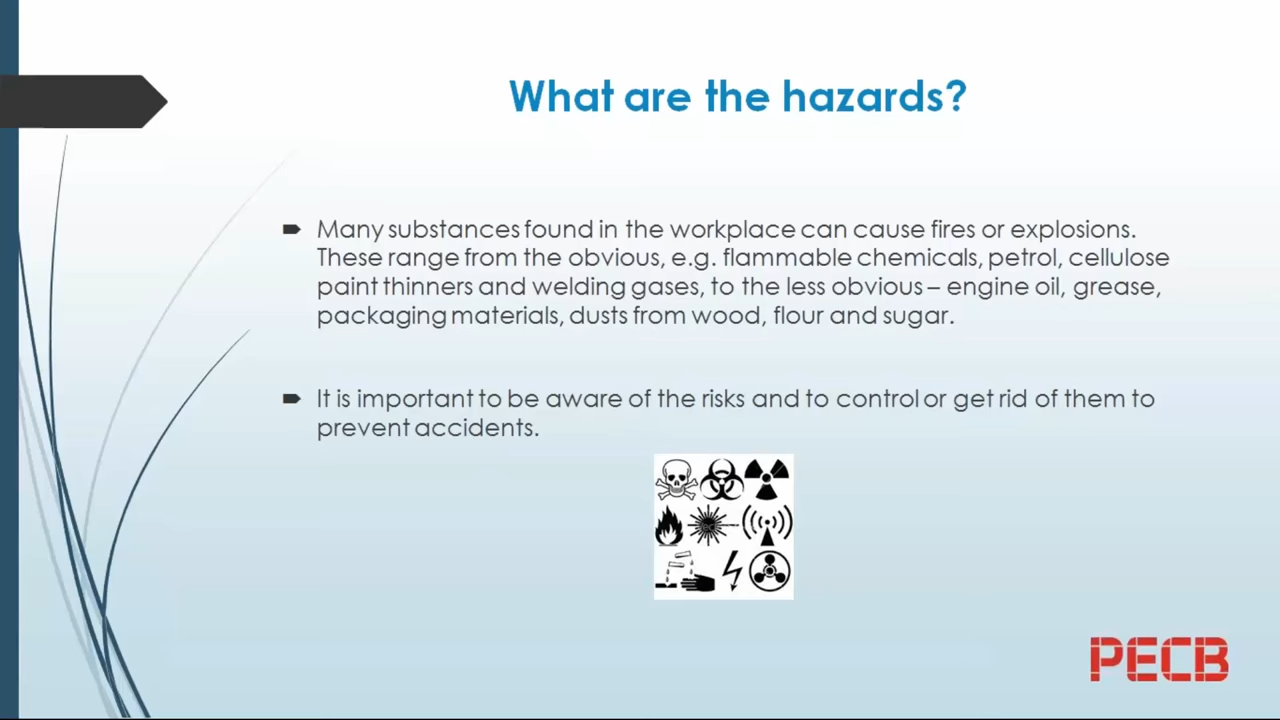 What are the hazards?
Many substances found in the workplace can cause fires or explosions.
These range from the obvious, e.g. flammable chemicals, petrol, cellulose
paint thinners and welding gases, to the less obvious – engine oil, grease,
packaging materials, dusts from wood, flour and sugar.
It is important to be aware of the risks and to control or get rid of them to
prevent accidents.
PECB